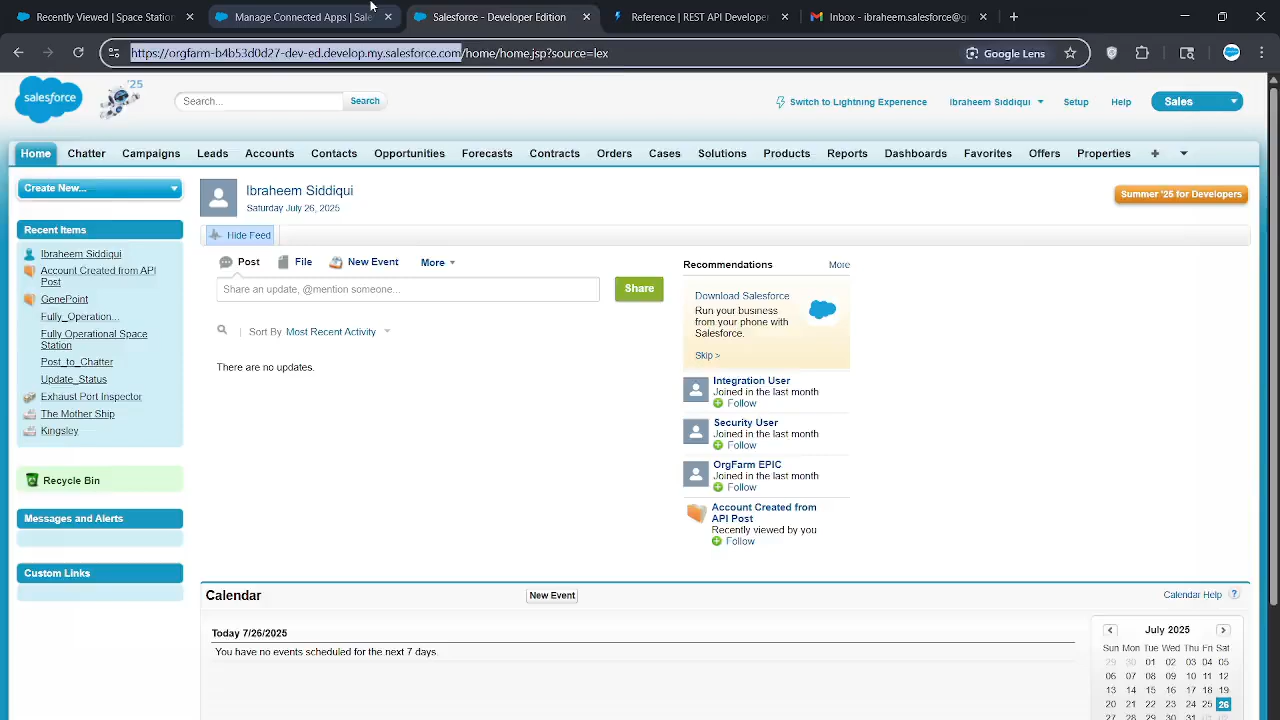 Recently Viewed | Space Station
Manage Connected Apps | Sale
Salesforce - Developer Edition
Reference | REST API Developer
Inbox - ibraheem.salesforce@g
https://orgfarm-b4b53d0d27-dev-ed.develop.my.salesforce.com/home/home.jsp?source=lex
Google Lens
salesforce
'25
Search...
Search
Switch to Lightning Experience
Ibraheem Siddiqui
Setup
Help
Sales
Home
Chatter
Campaigns
Leads
Accounts
Contacts
Opportunities
Forecasts
Contracts
Orders
Cases
Solutions
Products
Reports
Dashboards
Favorites
Offers
Properties
Create New...
Ibraheem Siddiqui
Saturday July 26, 2025
Summer '25 for Developers
Recent Items
Ibraheem Siddiqui
Account Created from API
Post
GenePoint
Fully_Operation...
Fully Operational Space
Station
Post_to_Chatter
Update_Status
Exhaust Port Inspector
The Mother Ship
Kingsley
Recycle Bin
Messages and Alerts
Custom Links
Hide Feed
Post
File
New Event
More
Share an update, @mention someone...
Share
Sort By Most Recent Activity
There are no updates.
Recommendations
More
Download Salesforce
Run your business
from your phone with
Salesforce.
Skip >
Integration User
Joined in the last month
Follow
Security User
Joined in the last month
Follow
OrgFarm EPIC
Joined in the last month
Follow
Account Created from
API Post
Recently viewed by you
Follow
Calendar
New Event
Calendar Help ?
Today 7/26/2025
You have no events scheduled for the next 7 days.
July 2025
Sun Mon Tue Wed Thu Fri Sat
29 30 01 02 03 04 05
06 07 08 09 10 11 12
13 14 15 16 17 18 19
20 21 22 23 24 25 26
27 28 29 30 31